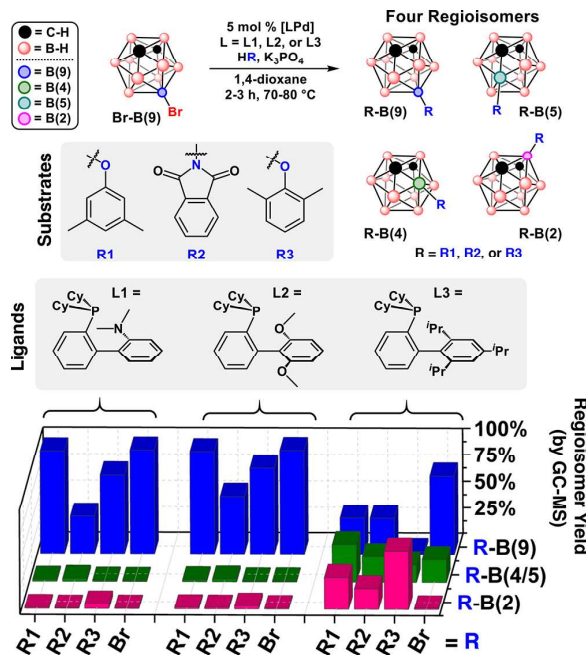 Four Regioisomers
= C-H
= B-H
= B(9)
= B(4)
= B(5)
= B(2)
Br-B(9)
Br
5 mol % [LPd]
L = L1, L2, or L3
HR, K₃PO₄
1,4-dioxane
2-3 h, 70-80 °C
R-B(9)
R
R-B(5)
R
R-B(4)
R
R-B(2)
R
R = R1, R2, or R3
Substrates
O
R1
O N O
R2
O
R3
Ligands
L1 =
Cy
Cy P
N
L2 =
Cy
Cy P
O
O
L3 =
Cy
Cy P
ⁱPr
ⁱPr
ⁱPr
100%
75%
50%
25%
Regioisomer Yield
(by GC-MS)
R-B(9)
R-B(4/5)
R-B(2)
R1 R2 R3 Br R1 R2 R3 Br R1 R2 R3 Br = R